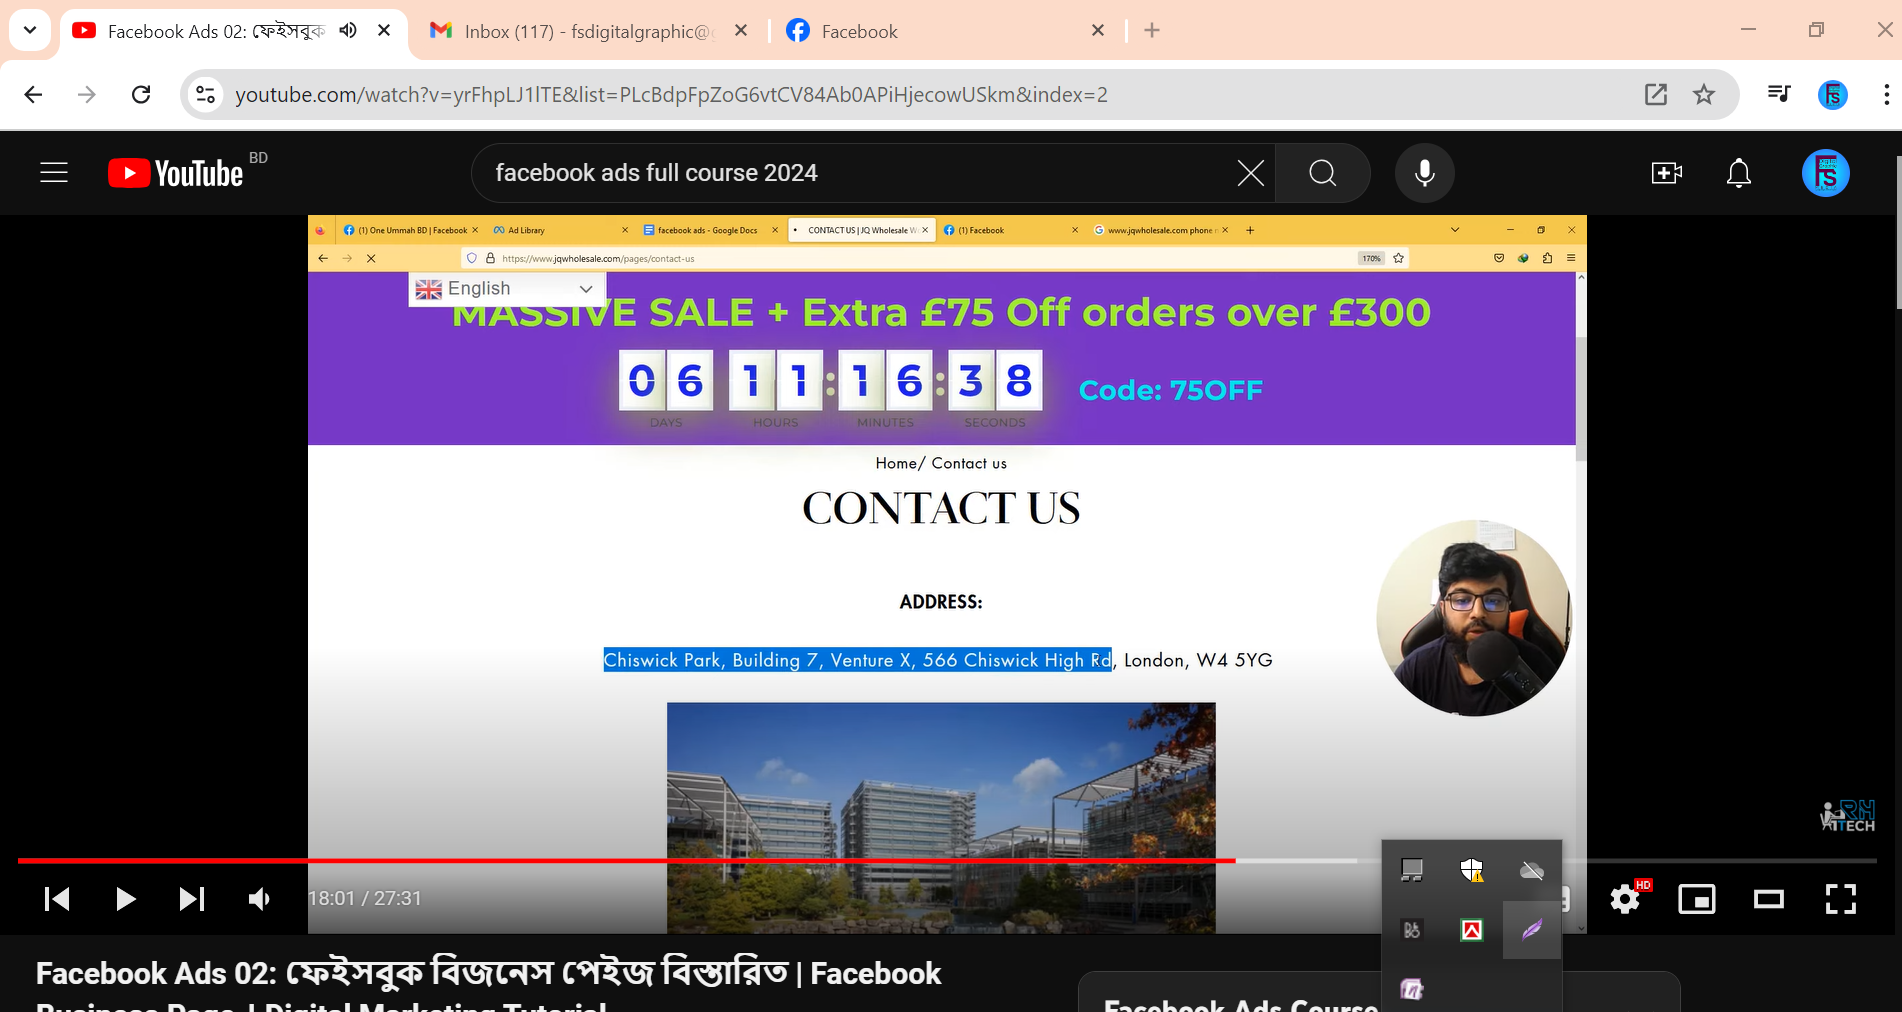 Facebook Ads 02: ফেইসবুক
Inbox (117) - fsdigitalgraphic@
Facebook
youtube.com/watch?v=yrFhpLJ1lTE&list=PLcBdpFpZoG6vtCV84Ab0APiHjecowUSkm&index=2
YouTube BD
facebook ads full course 2024
(1) One Ummah BD | Facebook
Ad Library
facebook ads - Google Docs
CONTACT US | JQ Wholesale W
(1) Facebook
www.jqwholesale.com phone
https://www.jqwholesale.com/pages/contact-us
170%
English
MASSIVE SALE + Extra £75 Off orders over £300
06 11:16:38
DAYS HOURS MINUTES SECONDS
Code: 75OFF
Home/ Contact us
CONTACT US
ADDRESS:
Chiswick Park, Building 7, Venture X, 566 Chiswick High Rd, London, W4 5YG
RH
TECH
18:01 / 27:31
HD
Facebook Ads 02: ফেইসবুক বিজনেস পেইজ বিস্তারিত | Facebook
Business Page | Digital Marketing Tutorial
Facebook Ads Course